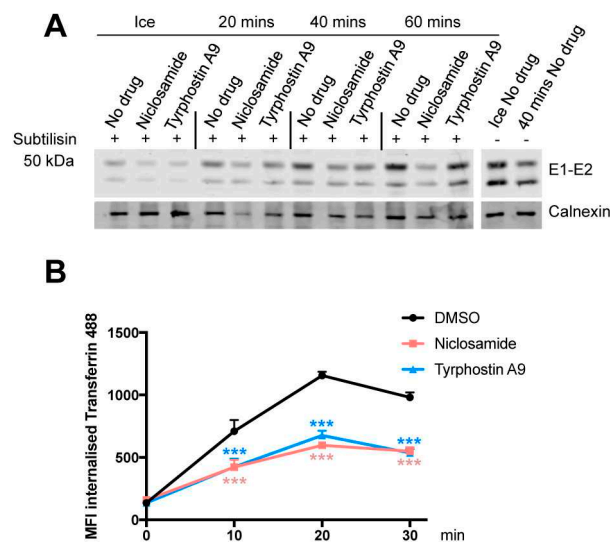 A
Ice 20 mins 40 mins 60 mins
No drug Niclosamide Tyrphostin A9 No drug Niclosamide Tyrphostin A9 No drug Niclosamide Tyrphostin A9 No drug Niclosamide Tyrphostin A9 Ice No drug 40 mins No drug
Subtilisin + + + + + + + + + + + + - -
50 kDa
E1-E2
Calnexin
B
MFI internalised Transferrin 488
1500
1000
500
0
DMSO
Niclosamide
Tyrphostin A9
*** *** ***
*** *** ***
0 10 20 30 min